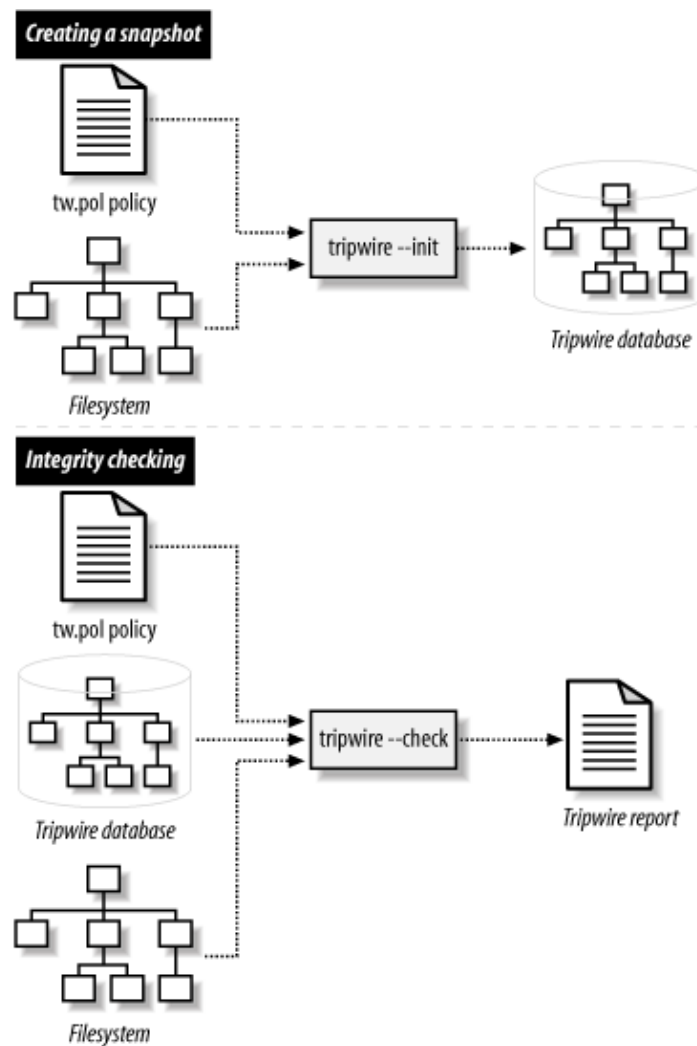 Creating a snapshot
tw.pol policy
tripwire --init
Tripwire database
Filesystem
Integrity checking
tw.pol policy
tripwire --check
Tripwire database
Tripwire report
Filesystem